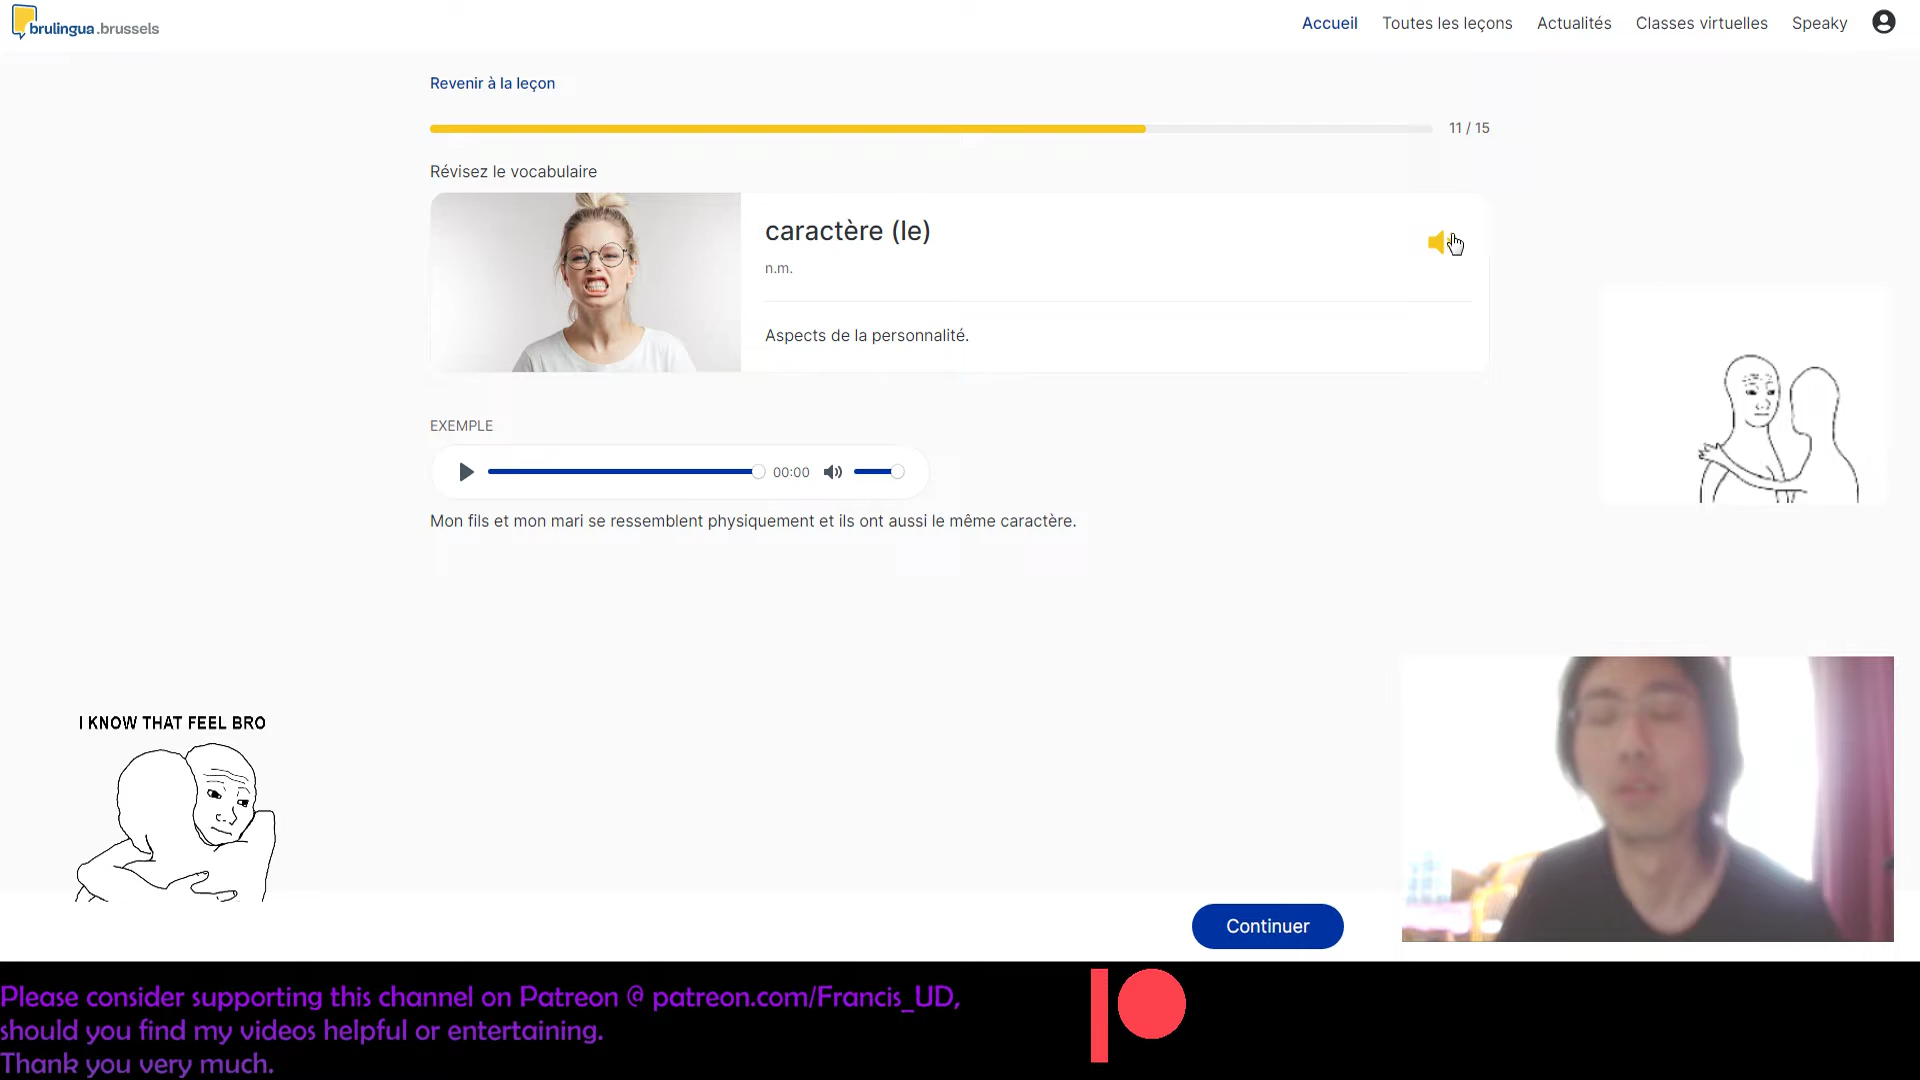 brulingua.brussels
Accueil
Toutes les leçons
Actualités
Classes virtuelles
Speaky
Revenir à la leçon
11 / 15
Révisez le vocabulaire
caractère (le)
n.m.
Aspects de la personnalité.
EXEMPLE
00:00
Mon fils et mon mari se ressemblent physiquement et ils ont aussi le même caractère.
I KNOW THAT FEEL BRO
Continuer
Please consider supporting this channel on Patreon @ patreon.com/Francis_UD,
should you find my videos helpful or entertaining.
Thank you very much.